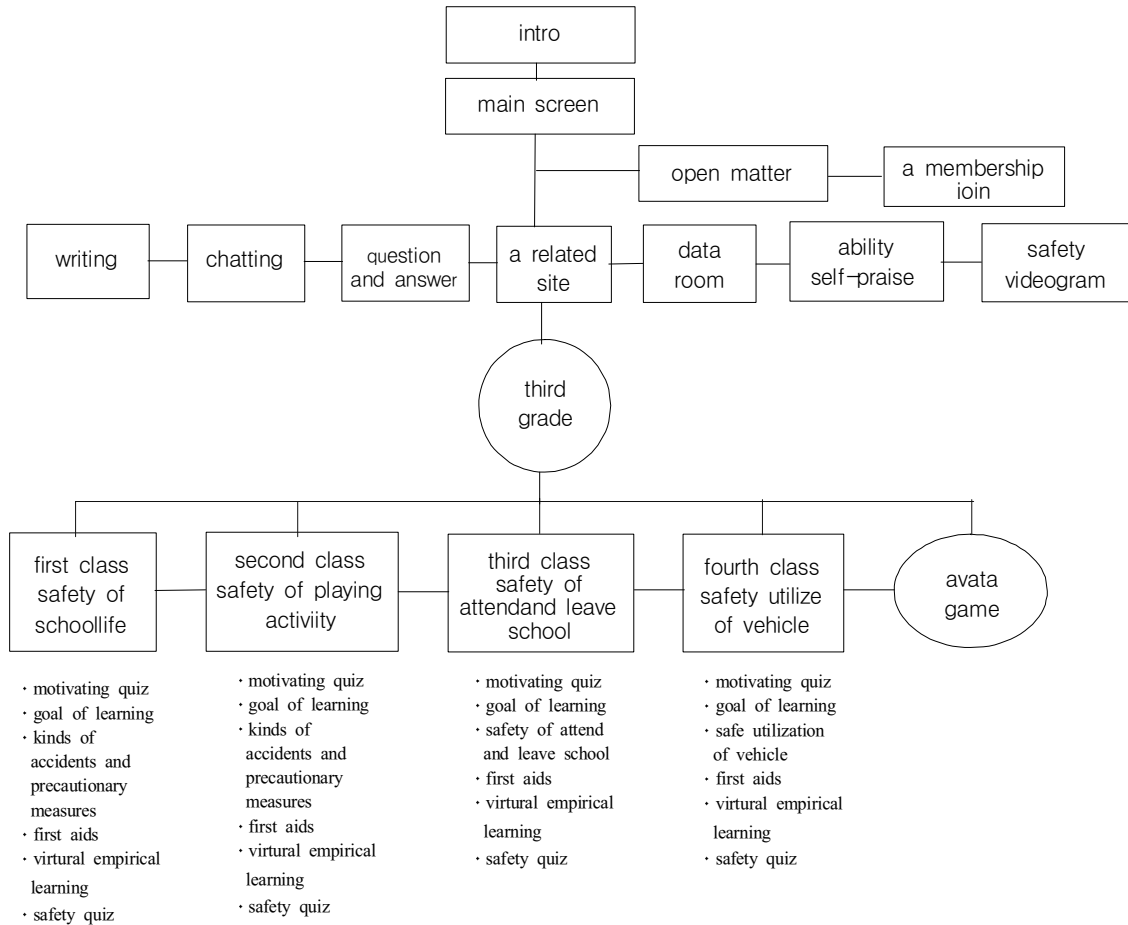 intro
main screen
open matter
a membership
ioin
writing
chatting
question
and answer
a related
site
data
room
ability
self-praise
safety
videogram
third
grade
first class
safety of
schoollife
second class
safety of playing
activiity
third class
safety of
attendand leave
school
fourth class
safety utilize
of vehicle
avata
game
· motivating quiz
· goal of learning
· kinds of
accidents and
precautionary
measures
· first aids
· virtural empirical
learning
· safety quiz
· motivating quiz
· goal of learning
· kinds of
accidents and
precautionary
measures
· first aids
· virtural empirical
learning
· safety quiz
· motivating quiz
· goal of learning
· safety of attend
and leave school
· first aids
· virtural empirical
learning
· safety quiz
· motivating quiz
· goal of learning
· safe utilization
of vehicle
· first aids
· virtural empirical
learning
· safety quiz